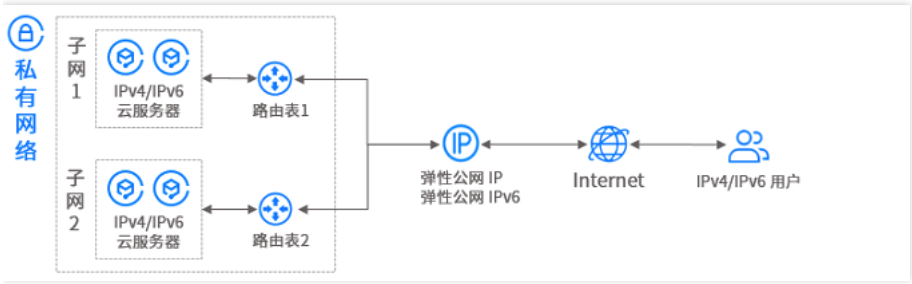 私有网络
子网1
IPv4/IPv6
云服务器
路由表1
子网2
IPv4/IPv6
云服务器
路由表2
IP
弹性公网 IP
弹性公网 IPv6
Internet
IPv4/IPv6 用户